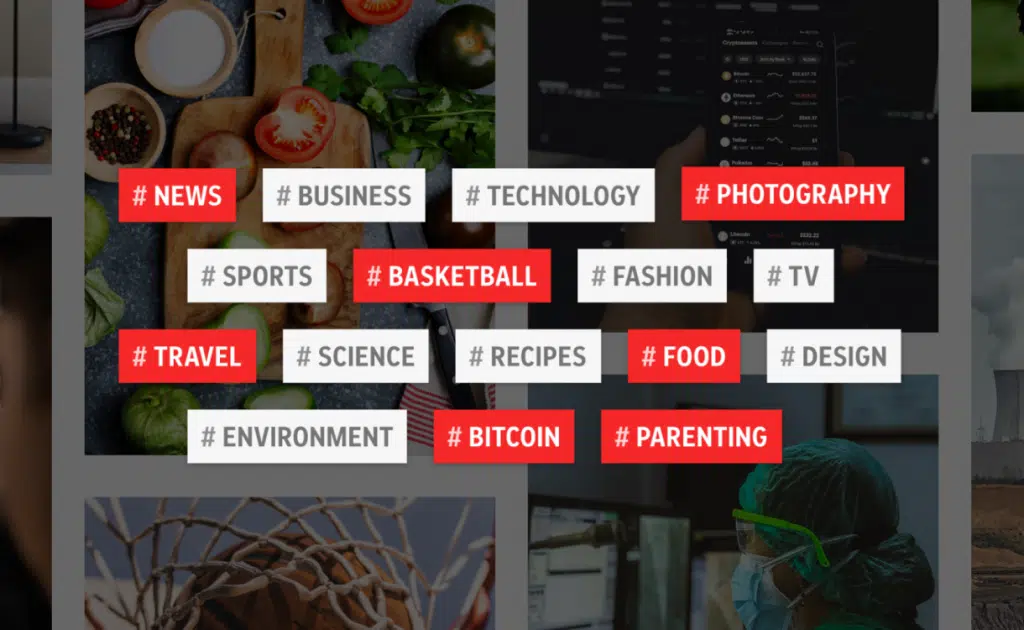 # NEWS # BUSINESS # TECHNOLOGY # PHOTOGRAPHY
# SPORTS # BASKETBALL # FASHION # TV
# TRAVEL # SCIENCE # RECIPES # FOOD # DESIGN
# ENVIRONMENT # BITCOIN # PARENTING